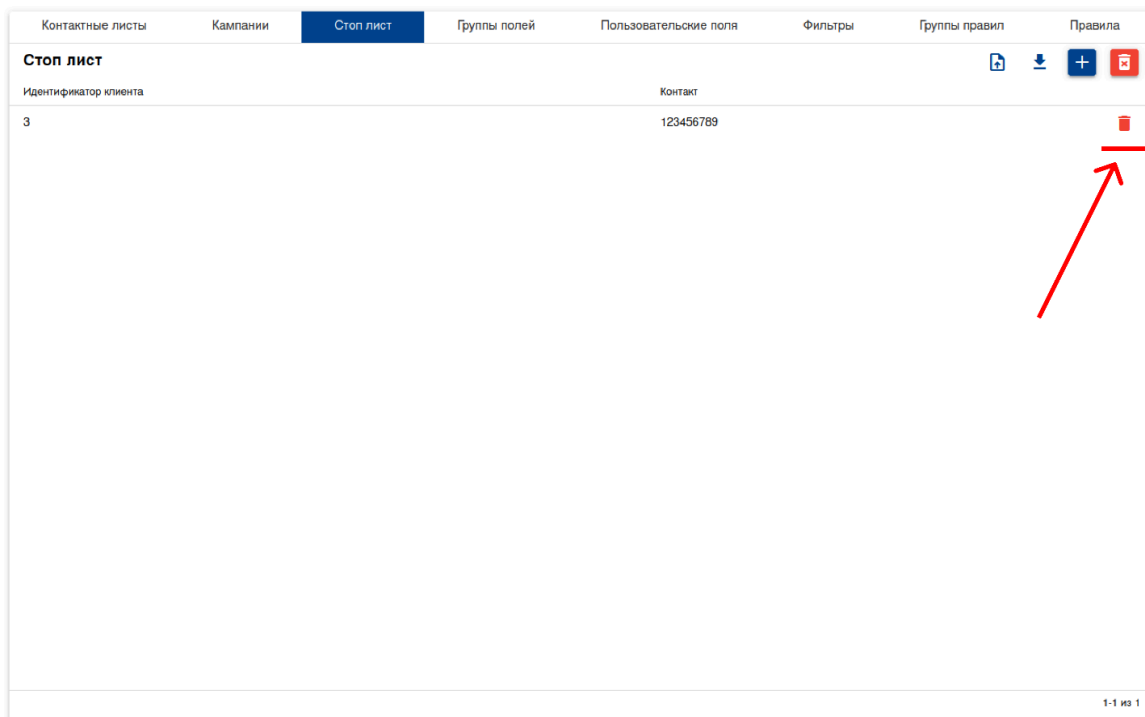 Контактные листы Кампании Стоп лист Группы полей Пользовательские поля Фильтры Группы правил Правила
Стоп лист
Идентификатор клиента Контакт
3 123456789
1-1 из 1